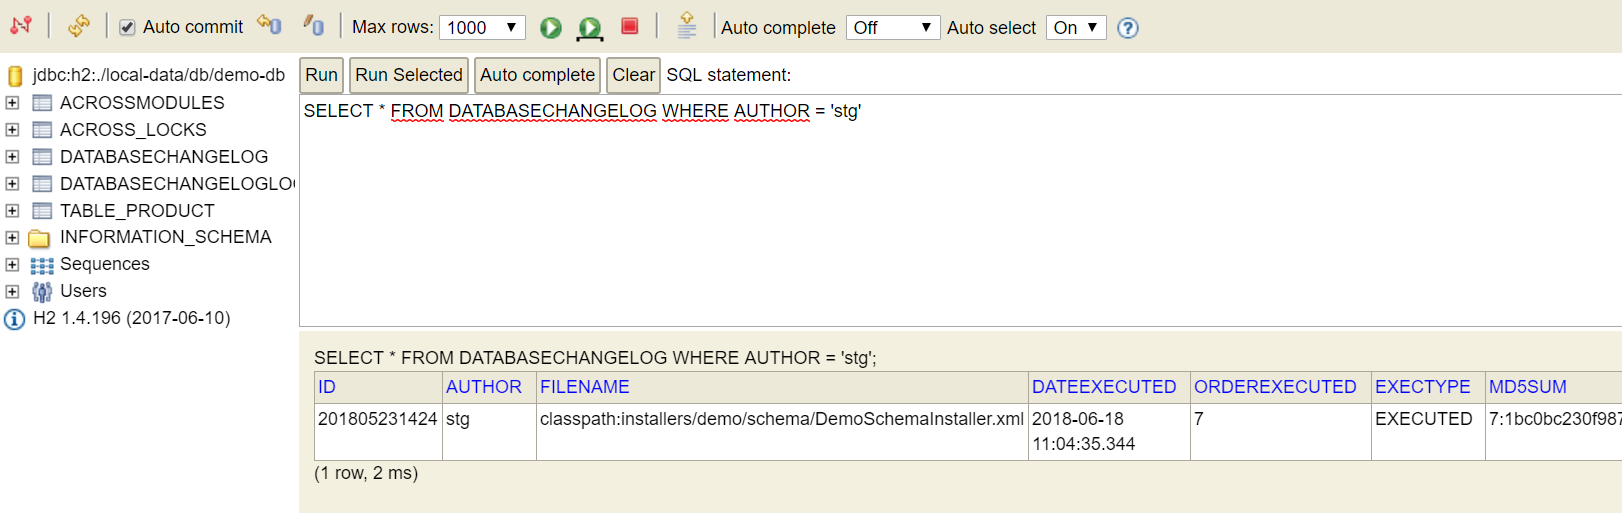 Auto commit Max rows: 1000 Auto complete Off Auto select On
jdbc:h2:./local-data/db/demo-db
ACROSSMODULES
ACROSS_LOCKS
DATABASECHANGELOG
DATABASECHANGELOGLO
TABLE_PRODUCT
INFORMATION_SCHEMA
Sequences
Users
H2 1.4.196 (2017-06-10)
Run Run Selected Auto complete Clear SQL statement:
SELECT * FROM DATABASECHANGELOG WHERE AUTHOR = 'stg'
SELECT * FROM DATABASECHANGELOG WHERE AUTHOR = 'stg';
ID AUTHOR FILENAME DATEEXECUTED ORDEREXECUTED EXECTYPE MD5SUM
201805231424 stg classpath:installers/demo/schema/DemoSchemaInstaller.xml 2018-06-18 7 EXECUTED 7:1bc0bc230f987
11:04:35.344
(1 row, 2 ms)